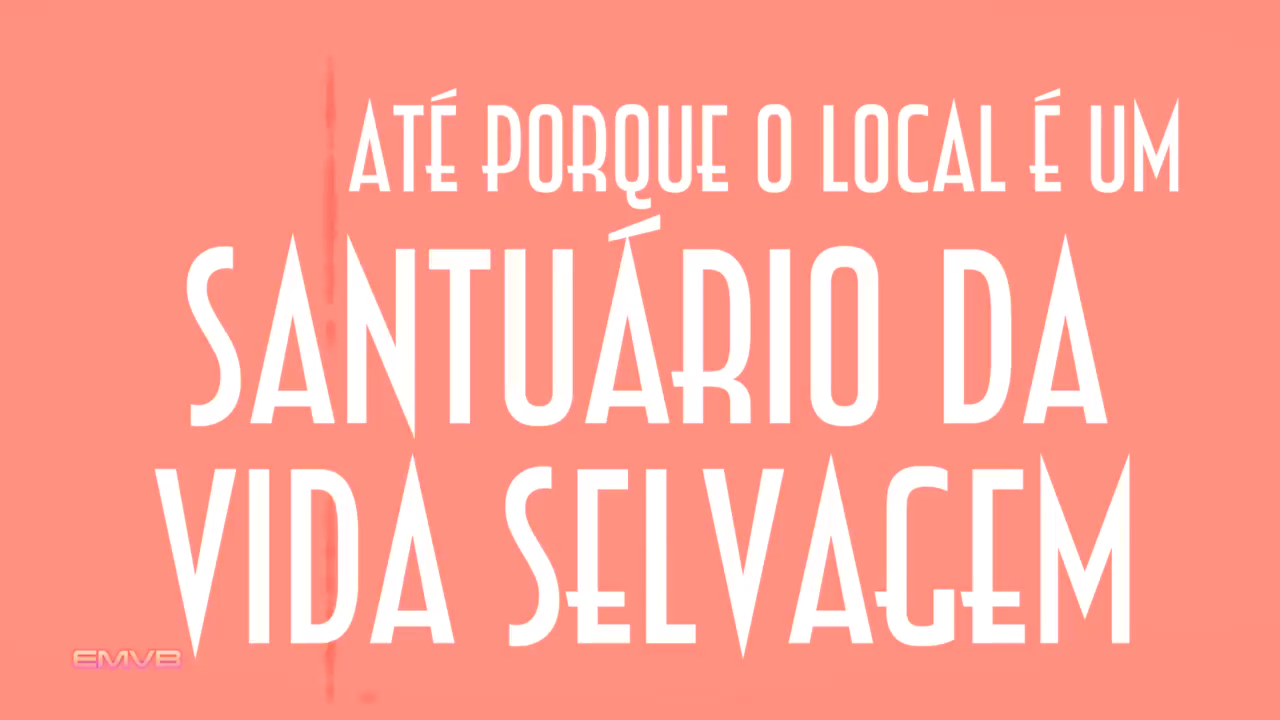 ATÉ PORQUE O LOCAL É UM
SANTUÁRIO DA
VIDA SELVAGEM
EMVB